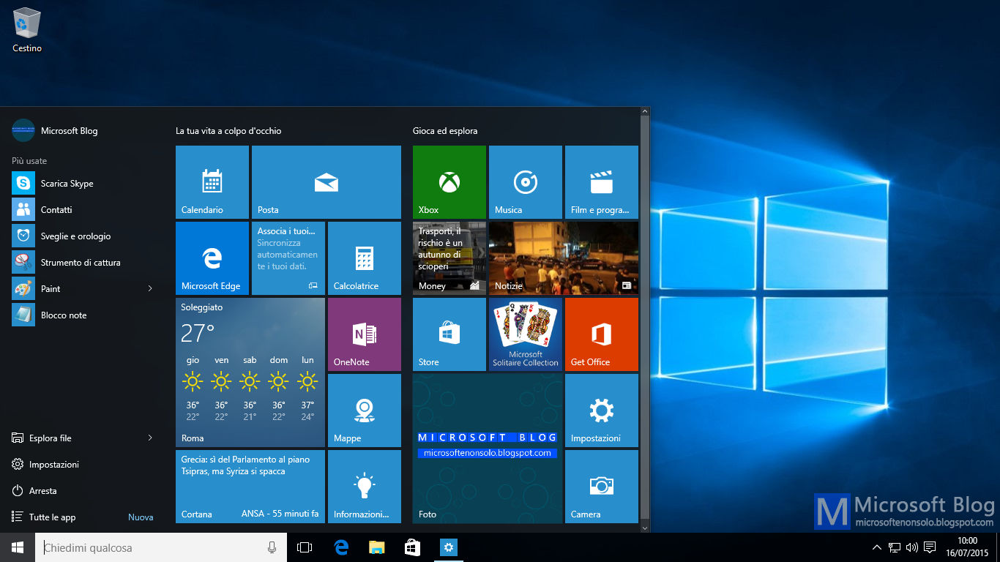 Cestino
Microsoft Blog
Più usate
Scarica Skype
Contatti
Sveglie e orologio
Strumento di cattura
Paint
Blocco note
Esplora file
Impostazioni
Arresta
Tutte le app
Nuova
La tua vita a colpo d'occhio
Calendario
Posta
Microsoft Edge
Associa i tuoi...
Sincronizza
automaticamen
te i tuoi dati.
Calcolatrice
Soleggiato
27°
gio ven sab dom lun
36° 36° 36° 36° 37°
22° 22° 21° 22° 24°
Roma
N
OneNote
Mappe
Grecia: sì del Parlamento al piano
Tsipras, ma Syriza si spacca
Cortana
ANSA - 55 minuti fa
Informazioni...
Gioca ed esplora
Xbox
Musica
Film e progra...
Trasporti, il
rischio è un
autunno di
scioperi
Money
Notizie
Store
J Q K K
Microsoft
Solitaire Collection
Get Office
MICROSOFT BLOG
microsoftenonsolo.blogspot.com
Foto
Impostazioni
Camera
M Microsoft Blog
microsoftenonsolo.blogspot.com
Chiedimi qualcosa
10:00
16/07/2015